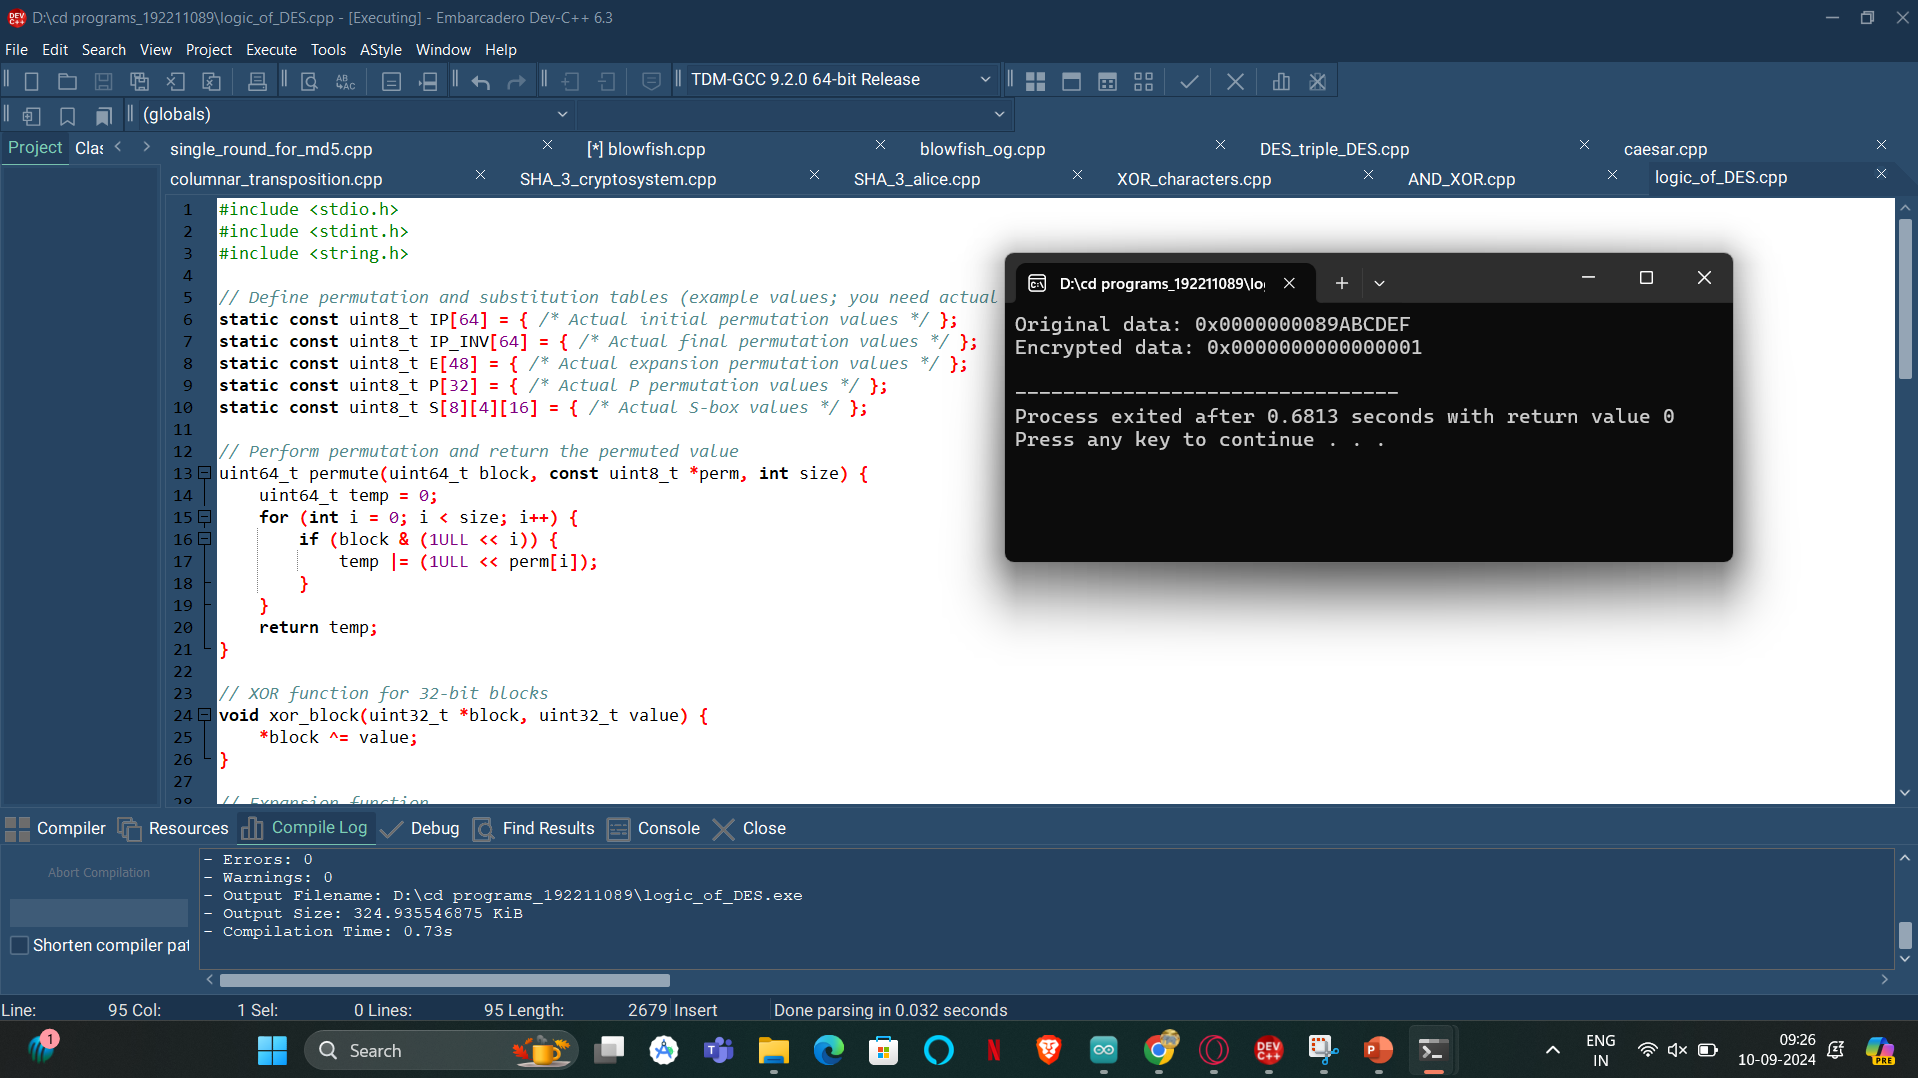 D:\cd programs_192211089\logic_of_DES.cpp - [Executing] - Embarcadero Dev-C++ 6.3
File Edit Search View Project Execute Tools AStyle Window Help
TDM-GCC 9.2.0 64-bit Release
(globals)
Project Clas
single_round_for_md5.cpp [*] blowfish.cpp blowfish_og.cpp DES_triple_DES.cpp caesar.cpp
columnar_transposition.cpp SHA_3_cryptosystem.cpp SHA_3_alice.cpp XOR_characters.cpp AND_XOR.cpp logic_of_DES.cpp
1 #include <stdio.h>
2 #include <stdint.h>
3 #include <string.h>
4
5 // Define permutation and substitution tables (example values; you need actual
6 static const uint8_t IP[64] = { /* Actual initial permutation values */ };
7 static const uint8_t IP_INV[64] = { /* Actual final permutation values */ };
8 static const uint8_t E[48] = { /* Actual expansion permutation values */ };
9 static const uint8_t P[32] = { /* Actual P permutation values */ };
10 static const uint8_t S[8][4][16] = { /* Actual S-box values */ };
11
12 // Perform permutation and return the permuted value
13 uint64_t permute(uint64_t block, const uint8_t *perm, int size) {
14 uint64_t temp = 0;
15 for (int i = 0; i < size; i++) {
16 if (block & (1ULL << i)) {
17 temp |= (1ULL << perm[i]);
18 }
19 }
20 return temp;
21 }
22
23 // XOR function for 32-bit blocks
24 void xor_block(uint32_t *block, uint32_t value) {
25 *block ^= value;
26 }
27
28 // Expansion function
D:\cd programs_192211089\lo
Original data: 0x0000000089ABCDEF
Encrypted data: 0x0000000000000001
--------------------------------
Process exited after 0.6813 seconds with return value 0
Press any key to continue . . .
Compiler Resources Compile Log Debug Find Results Console Close
Abort Compilation
Shorten compiler pat
- Errors: 0
- Warnings: 0
- Output Filename: D:\cd programs_192211089\logic_of_DES.exe
- Output Size: 324.935546875 KiB
- Compilation Time: 0.73s
Line: 95 Col: 1 Sel: 0 Lines: 95 Length: 2679 Insert Done parsing in 0.032 seconds
1
Search
DEV C++
ENG
IN
09:26
10-09-2024
PRE